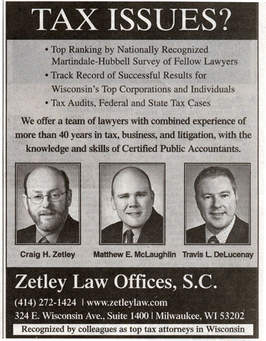 TAX ISSUES?
• Top Ranking by Nationally Recognized
Martindale-Hubbell Survey of Fellow Lawyers
• Track Record of Successful Results for
Wisconsin's Top Corporations and Individuals
• Tax Audits, Federal and State Tax Cases
We offer a team of lawyers with combined experience of
more than 40 years in tax, business, and litigation, with the
knowledge and skills of Certified Public Accountants.
Craig H. Zetley Matthew E. McLaughlin Travis L. DeLucenay
Zetley Law Offices, S.C.
(414) 272-1424 | www.zetleylaw.com
324 E. Wisconsin Ave., Suite 1400 | Milwaukee, WI 53202
Recognized by colleagues as top tax attorneys in Wisconsin